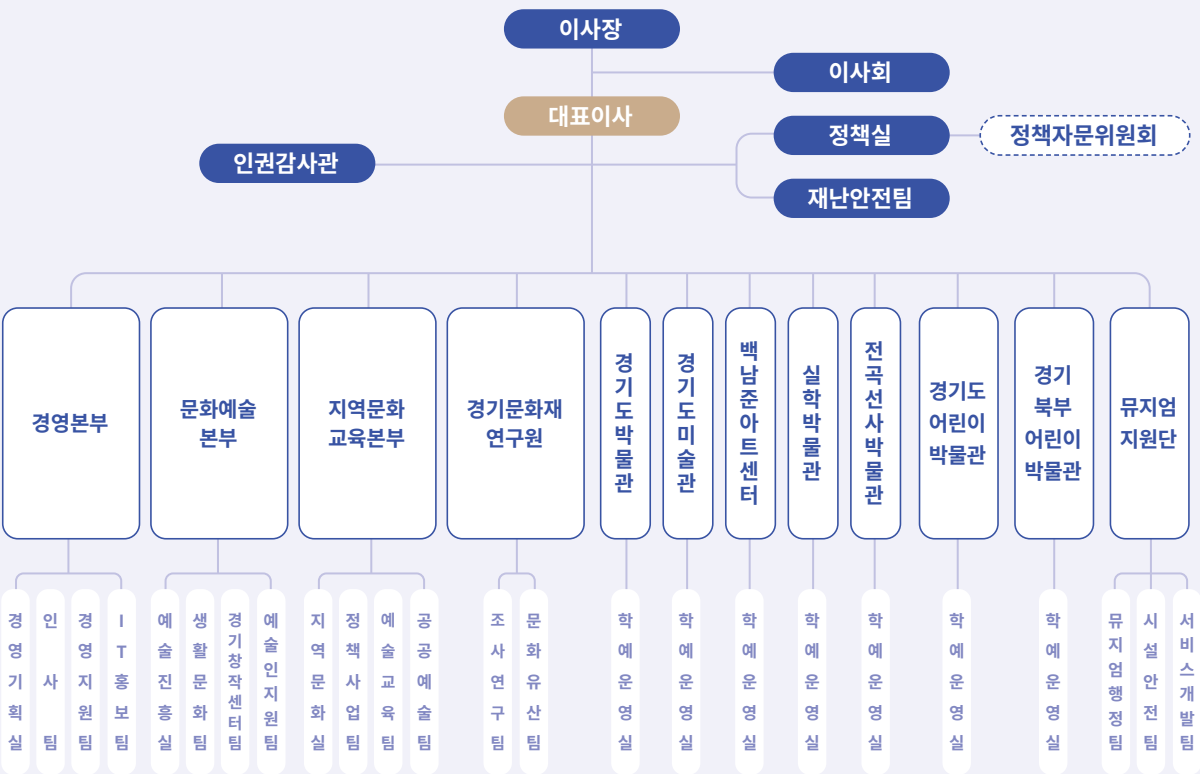 이사장
이사회
대표이사
정책실
정책자문위원회
인권감사관
재난안전팀
경영본부
문화예술
본부
지역문화
교육본부
경기문화재
연구원
경기도박물관
경기도미술관
백남준아트센터
실학박물관
전곡선사박물관
경기도
어린이
박물관
경기
북부
어린이
박물관
뮤지엄
지원단
경영기획실
인사팀
경영지원팀
IT홍보팀
예술진흥실
생활문화팀
경기창작센터팀
예술인지원팀
지역문화실
정책사업팀
예술교육팀
공공예술팀
조사연구팀
문화유산팀
학예운영실
학예운영실
학예운영실
학예운영실
학예운영실
학예운영실
학예운영실
뮤지엄행정팀
시설안전팀
서비스개발팀